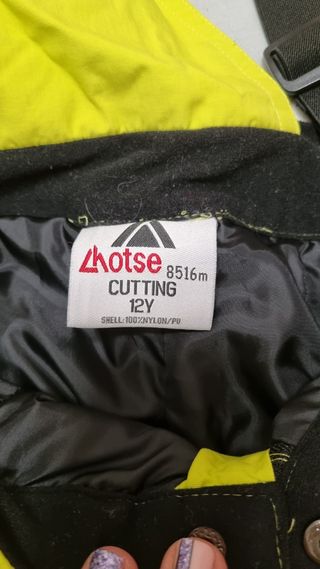 Lhotse 8516m
CUTTING
12Y
SHELL:100%NYLON/PU